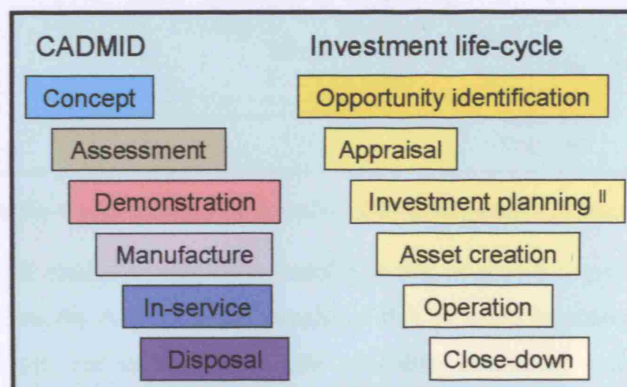 CADMID
Concept
Assessment
Demonstration
Manufacture
In-service
Disposal
Investment life-cycle
Opportunity identification
Appraisal
Investment planning II
Asset creation
Operation
Close-down